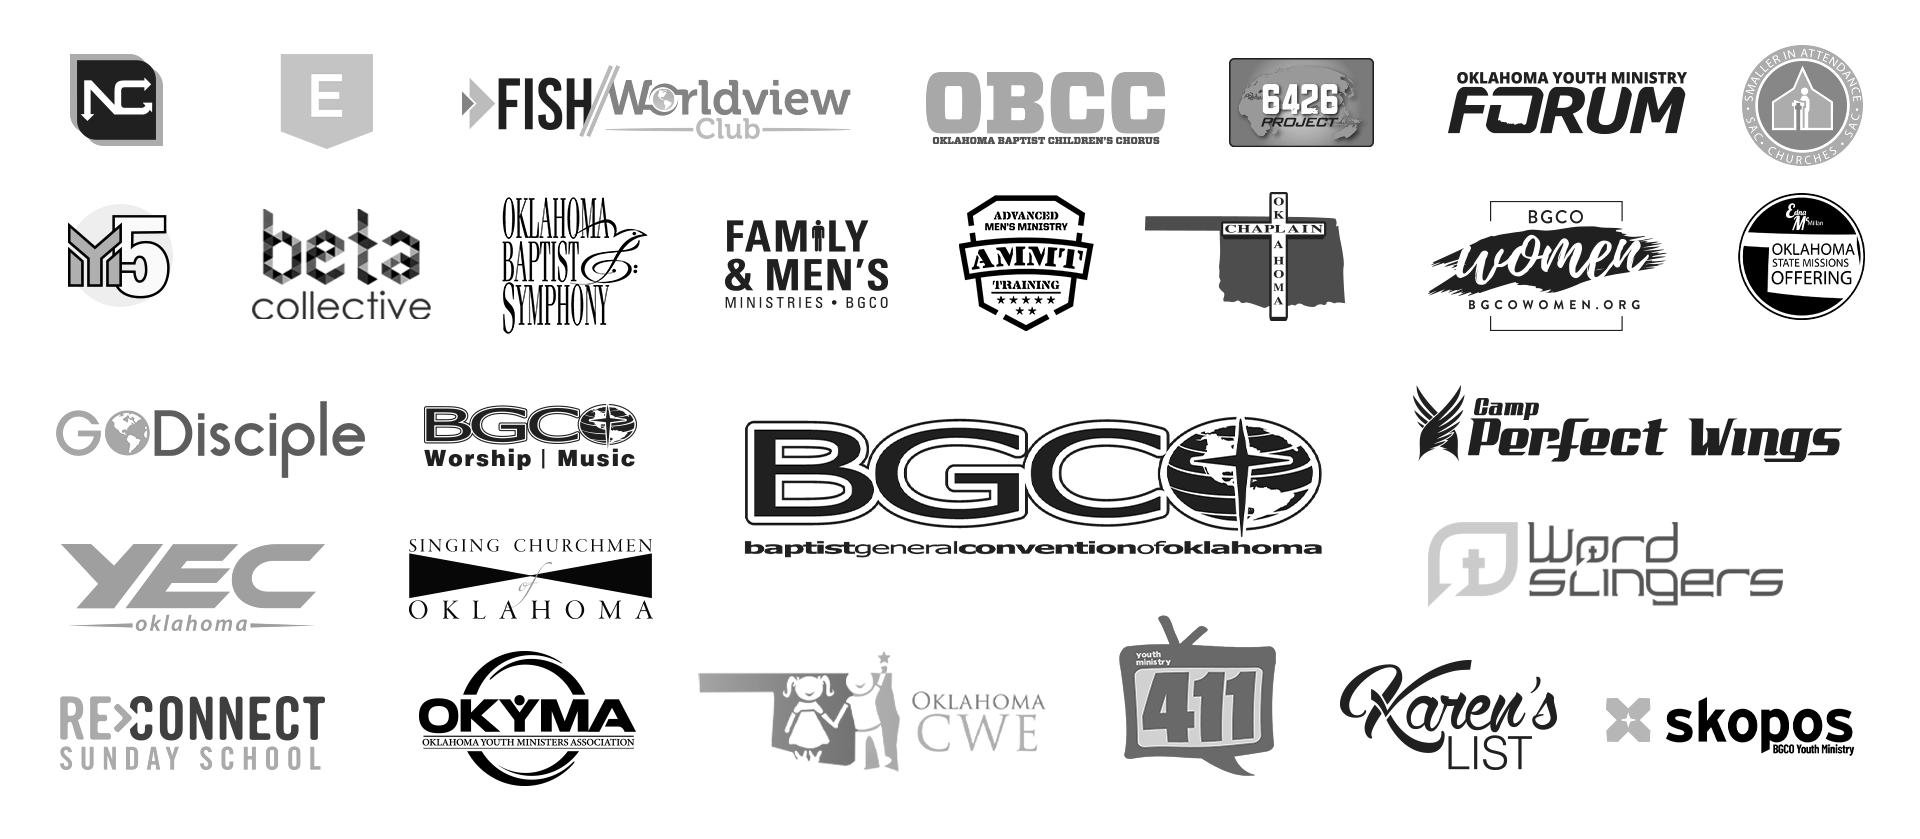 NG
E
FISH//Worldview
Club
OBCC
OKLAHOMA BAPTIST CHILDREN'S CHORUS
6426
PROJECT
OKLAHOMA YOUTH MINISTRY
FORUM
SMALLER IN ATTENDANCE
· SAC · CHURCHES · SAC ·
M5
beta
collective
OKLAHOMA
BAPTIST
SYMPHONY
FAMILY
& MEN'S
MINISTRIES • BGCO
ADVANCED
MEN'S MINISTRY
AMMT
TRAINING
OKLAHOMA
CHAPLAIN
BGCO
women
BGCOWOMEN.ORG
Edna
McMillan
OKLAHOMA
STATE MISSIONS
OFFERING
GODisciple
BGCO
Worship | Music
BGCO
baptistgeneralconventionofoklahoma
Camp
Perfect Wings
YEC
oklahoma
SINGING CHURCHMEN
of
OKLAHOMA
Word
slingers
RE>CONNECT
SUNDAY SCHOOL
OKYMA
OKLAHOMA YOUTH MINISTERS ASSOCIATION
OKLAHOMA
CWE
youth
ministry
411
Karen's
LIST
skopos
BGCO Youth Ministry